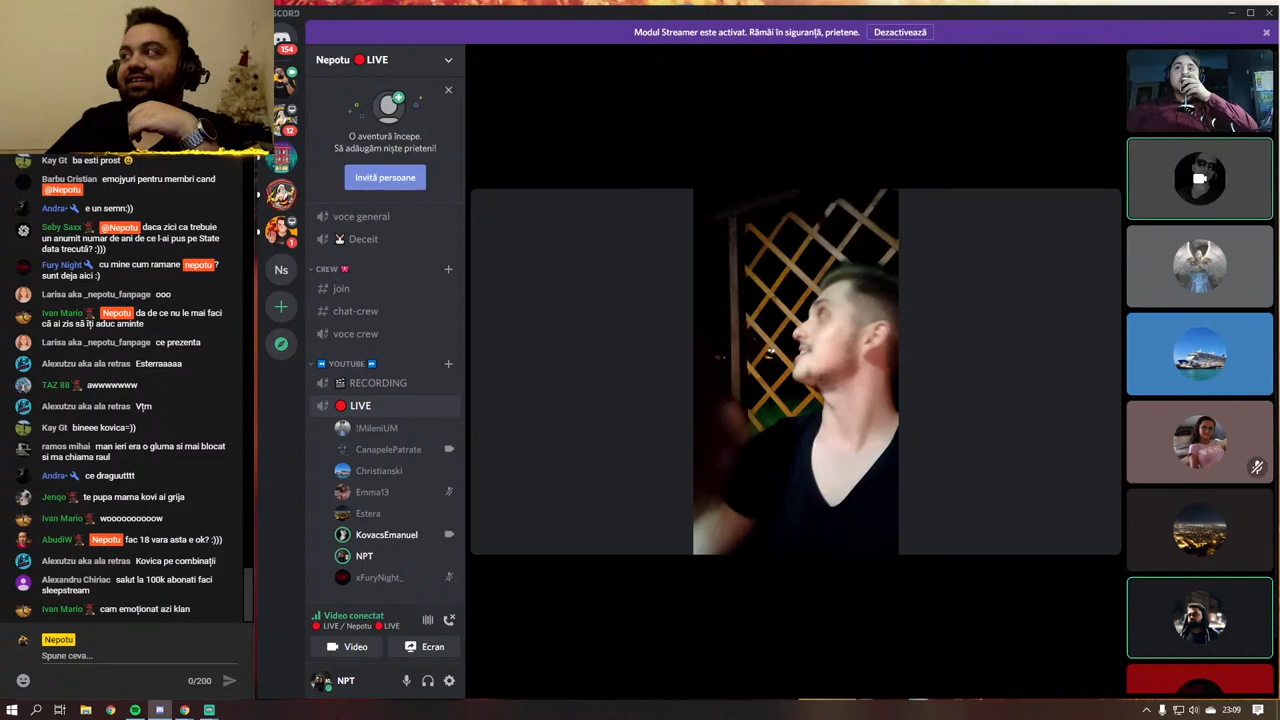 SCORD
Modul Streamer este activat. Rămâi în siguranță, prietene.
Dezactivează
154
12
1
Ns
Nepotu 🔴 LIVE
O aventură începe.
Să adăugăm niște prieteni!
Invită persoane
voce general
Deceit
CREW
join
chat-crew
voce crew
YOUTUBE
RECORDING
LIVE
!MileniUM
CanapelePatrate
Christianski
Emma13
Estera
KovacsEmanuel
NPT
xFuryNight_
Video conectat
LIVE / Nepotu 🔴 LIVE
Video
Ecran
NPT
Kay Gt ba esti prost
Barbu Cristian emojyuri pentru membri cand
@Nepotu
Andra• e un semn:))
Seby Saxx @Nepotu daca zici ca trebuie
un anumit numar de ani de ce l-ai pus pe State
data trecută? :)))
Fury Night cu mine cum ramane nepotu ?
sunt deja aici :)
Larisa aka _nepotu_fanpage ooo
Ivan Mario Nepotu da de ce nu le mai faci
că ai zis să îți aduc aminte
Larisa aka _nepotu_fanpage ce prezenta
Alexutzu aka ala retras Esterraaaaa
TAZ 88 awwwwwww
Alexutzu aka ala retras Vțm
Kay Gt bineee kovica=))
ramos mihai man ieri era o gluma si mai blocat
si ma chiama raul
Andra• ce draguutttt
Jenqo te pupa mama kovi ai grija
Ivan Mario wooooooooow
AbudiW Nepotu fac 18 vara asta e ok? :)))
Alexutzu aka ala retras Kovica pe combinații
Alexandru Chiriac salut la 100k abonati faci
sleepstream
Ivan Mario cam emoționat azi klan
Nepotu
Spune ceva...
0/200
23:09